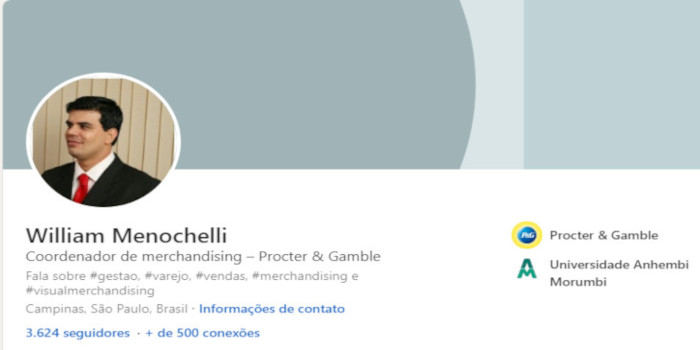 William Menochelli
Coordenador de merchandising – Procter & Gamble
Fala sobre #gestao, #varejo, #vendas, #merchandising e
#visualmerchandising
Campinas, São Paulo, Brasil · Informações de contato
3.624 seguidores · + de 500 conexões
P&G Procter & Gamble
Universidade Anhembi
Morumbi